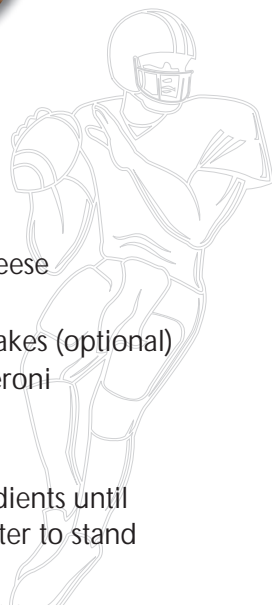 eese
akes (optional)
eroni
dients until
ter to stand